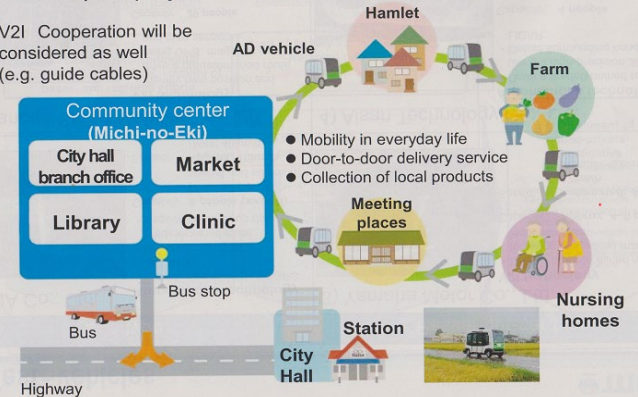 V2I Cooperation will be
considered as well
(e.g. guide cables)
AD vehicle
Hamlet
Farm
Community center
(Michi-no-Eki)
City hall
branch office
Market
Library
Clinic
● Mobility in everyday life
● Door-to-door delivery service
● Collection of local products
Meeting
places
Nursing
homes
Bus stop
Bus
Station
City
Hall
Highway